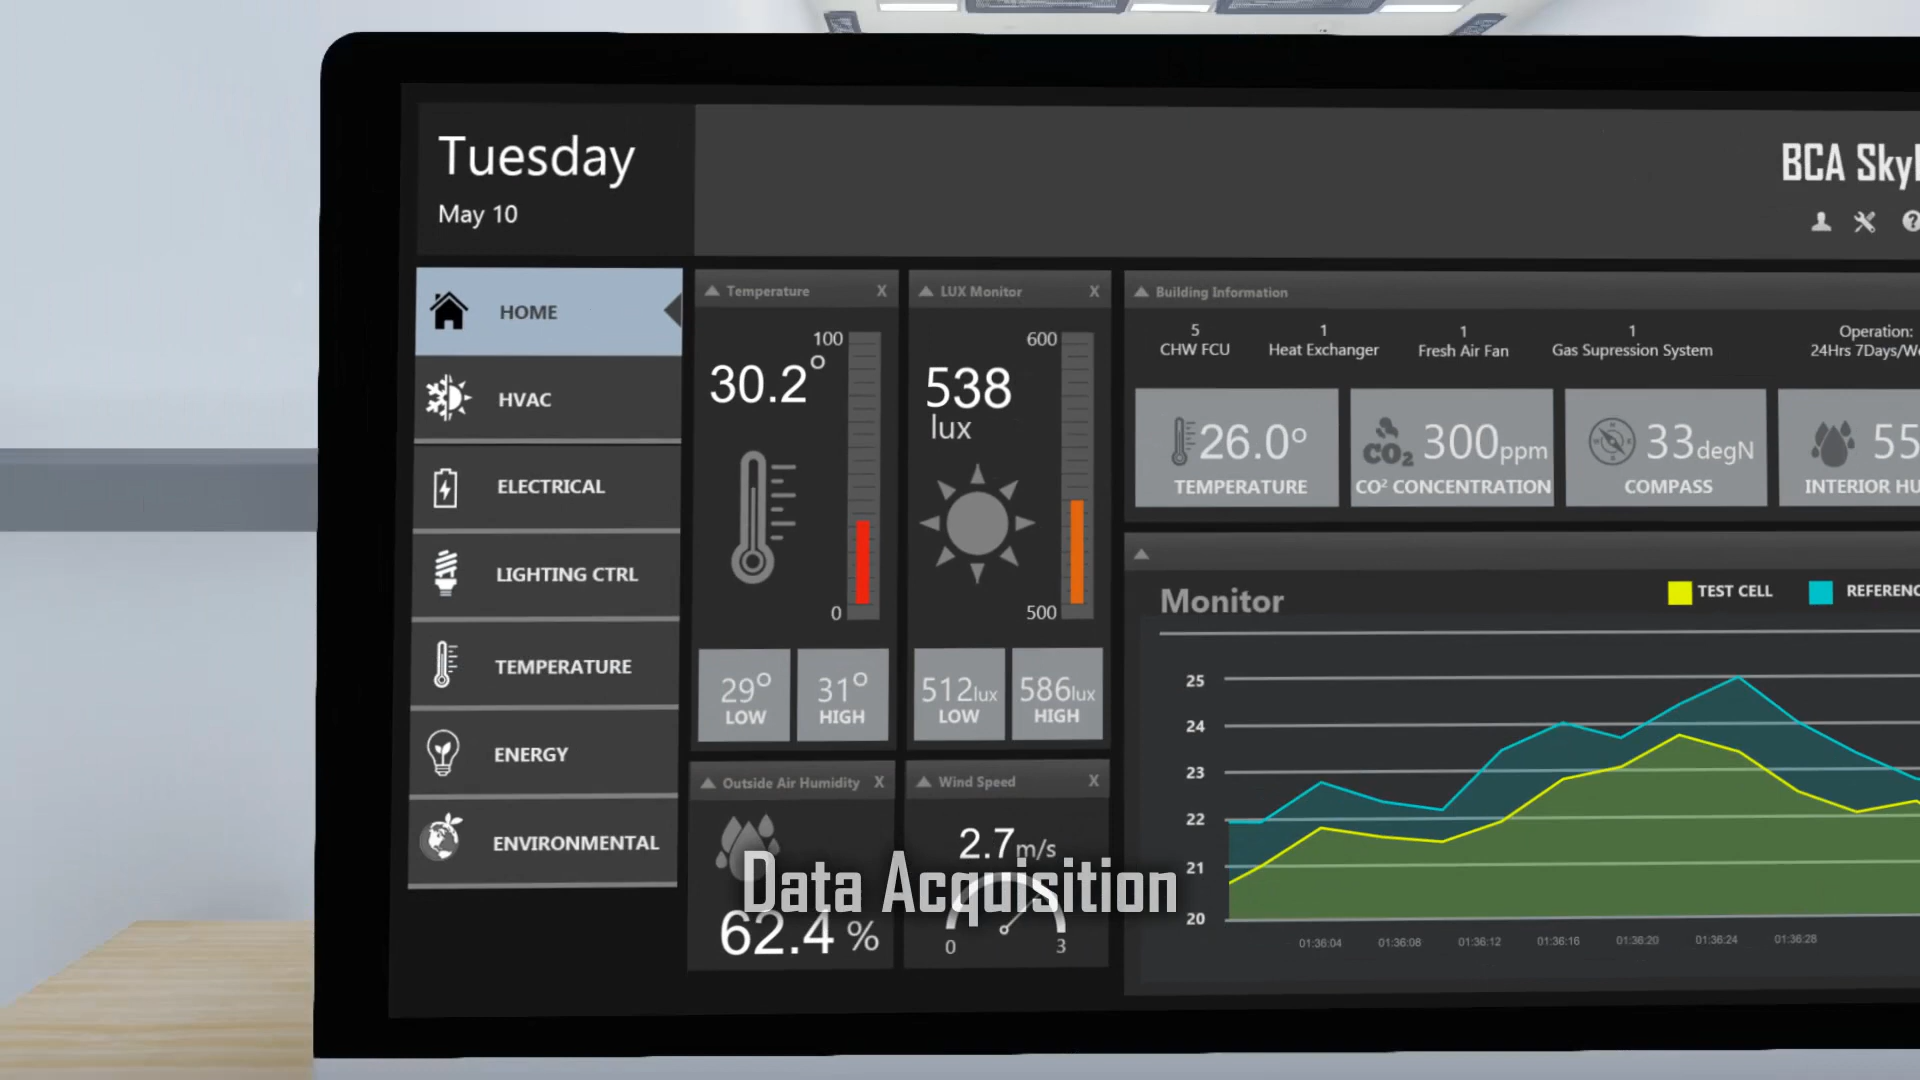 Tuesday
May 10
BCA
HOME
HVAC
ELECTRICAL
LIGHTING CTRL
TEMPERATURE
ENERGY
ENVIRONMENTAL
Temperature X
100
30.2°
0
29° LOW
31° HIGH
LUX Monitor X
600
538
lux
500
512lux LOW
586lux HIGH
Outside Air Humidity X
62.4 %
Wind Speed X
2.7m/s
0 3
Building Information
5 CHW FCU
1 Heat Exchanger
1 Fresh Air Fan
1 Gas Supression System
Operation:
24Hrs
26.0°
TEMPERATURE
300ppm
CO2
CO² CONCENTRATION
33degN
COMPASS
55
INTERIOR
Monitor
TEST CELL
25
24
23
22
21
20
01:36:04 01:36:08 01:36:12 01:36:16 01:36:20 01:36:24 01:36:28
Data Acquisition